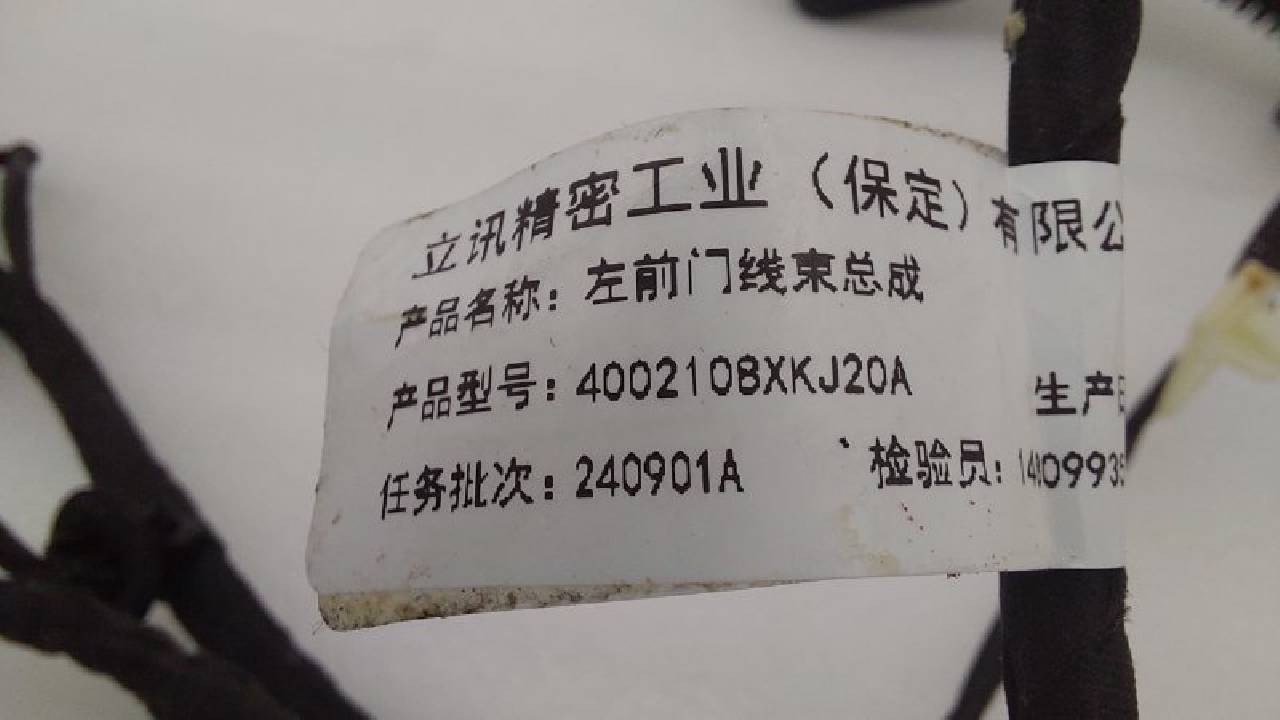 立讯精密工业（保定）有限公
产品名称：左前门线束总成
产品型号：4002108XKJ20A
生产日
任务批次：240901A 检验员：